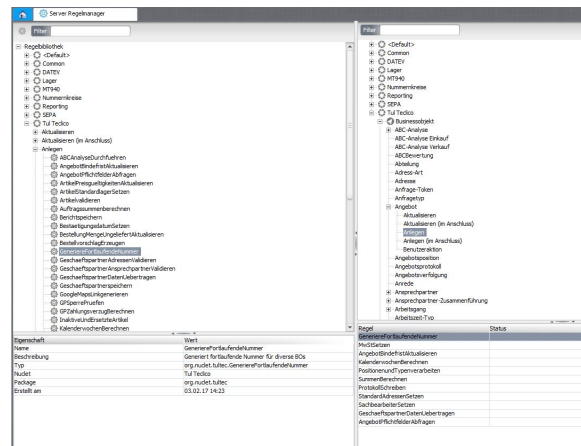 Server Regelmanager
Filter
Regelbibliothek
<Default>
Common
DATEV
Lager
MT940
Nummernkreise
Reporting
SEPA
Tul Teclico
Aktualisieren
Aktualisieren (im Anschluss)
Anlegen
ABCAnalyseDurchfuehren
AngebotBindefristAktualisieren
AngebotPflichtfelderAbfragen
ArtikelPreisgueltigkeitenAktualisieren
ArtikelStandardlagerSetzen
Artikelvalidieren
Auftragssummenberechnen
Berichtspeichern
BestaetigungsdatumSetzen
BestellungMengeUngeliefertAktualisieren
BestellvorschlagErzeugen
GeneriereFortlaufendeNummer
GeschaeftspartnerAdressenValidieren
GeschaeftspartnerAnsprechpartnerValidieren
GeschaeftspartnerDatenUebertragen
Geschaeftspartnerspeichern
GoogleMapsLinkgenerieren
GPSperrePruefen
GPZahlungsverzugBerechnen
InaktiveUndErsetzteArtikel
KalenderwochenBerechnen
Eigenschaft Wert
Name GeneriereFortlaufendeNummer
Beschreibung Generiert fortlaufende Nummer für diverse BOs
Typ org.nudet.tultec.GeneriereFortlaufendeNummer
Nudet Tul Teclico
Package org.nudet.tultec
Erstellt am 03.02.17 14:23
Filter
<Default>
Common
DATEV
Lager
MT940
Nummernkreise
Reporting
SEPA
Tul Teclico
Businessobjekt
ABC-Analyse
ABC-Analyse Einkauf
ABC-Analyse Verkauf
ABCBewertung
Abteilung
Adress-Art
Adresse
Anfrage-Token
Anfragetyp
Angebot
Aktualisieren
Aktualisieren (im Anschluss)
Anlegen
Anlegen (im Anschluss)
Benutzeraktion
Angebotsposition
Angebotsprotokoll
Angebotsverfolgung
Anrede
Ansprechpartner
Ansprechpartner-Zusammenführung
Arbeitsgang
Arbeitszeit-Typ
Regel Status
GeneriereFortlaufendeNummer
MwStSetzen
AngebotBindefristAktualisieren
KalenderwochenBerechnen
PositionenundTypenverarbeiten
SummenBerechnen
ProtokollSchreiben
StandardAdressenSetzen
SachbearbeiterSetzen
GeschaeftspartnerDatenUebertragen
AngebotPflichtfelderAbfragen